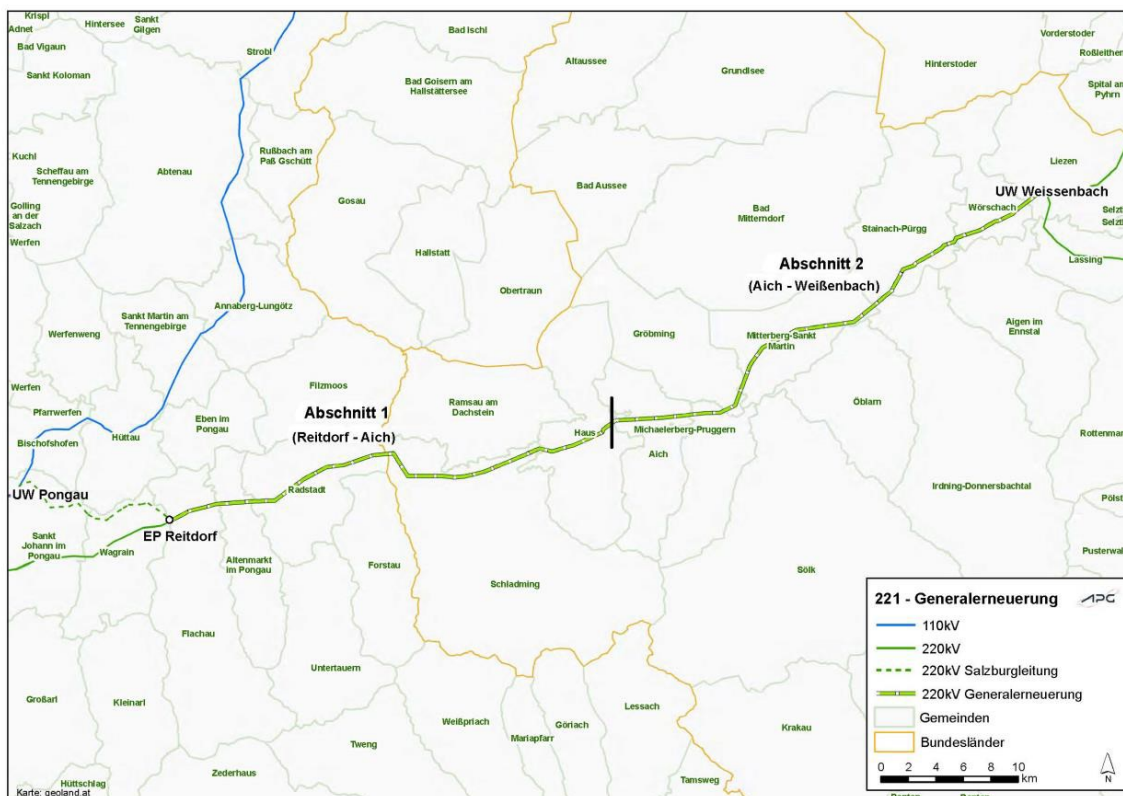 Krispl
Adnet
Hintersee
Sankt
Gilgen
Bad Vigaun
Strobl
Sankt Koloman
Bad Ischl
Bad Goisern am
Hallstättersee
Altaussee
Grundlsee
Hinterstoder
Vorderstoder
Roßleithen
Spital am
Pyhrn
Kuchl
Scheffau am
Tennengebirge
Abtenau
Rußbach am
Paß Gschütt
Golling
an der
Salzach
Werfen
Gosau
Bad Aussee
Bad
Mitterndorf
Liezen
UW Weissenbach
Wörschach
Stainach-Pürgg
Selzt
Selzt
Hallstatt
Lassing
Abschnitt 2
(Aich - Weißenbach)
Obertraun
Annaberg-Lungötz
Sankt Martin am
Tennengebirge
Werfenweng
Gröbming
Mitterberg-Sankt
Martin
Aigen im
Ennstal
Werfen
Pfarrwerfen
Filzmoos
Ramsau am
Dachstein
Öblarn
Abschnitt 1
(Reitdorf - Aich)
Eben im
Pongau
Hüttau
Bischofshofen
Haus
Michaelerberg-Pruggern
Aich
Rottenman
UW Pongau
Radstadt
Irdning-Donnersbachtal
Pölst
EP Reitdorf
Sankt
Johann im
Pongau
Wagrain
Altenmarkt
im Pongau
Forstau
Schladming
Sölk
Pusterwal
Flachau
Untertauern
Großarl
Kleinarl
Weißpriach
Mariapfarr
Göriach
Lessach
Krakau
Tweng
Zederhaus
Hüttschlag
Tamsweg
Karte: geoland.at
221 - Generalerneuerung
APG
110kV
220kV
220kV Salzburgleitung
220kV Generalerneuerung
Gemeinden
Bundesländer
0 2 4 6 8 10
km
N